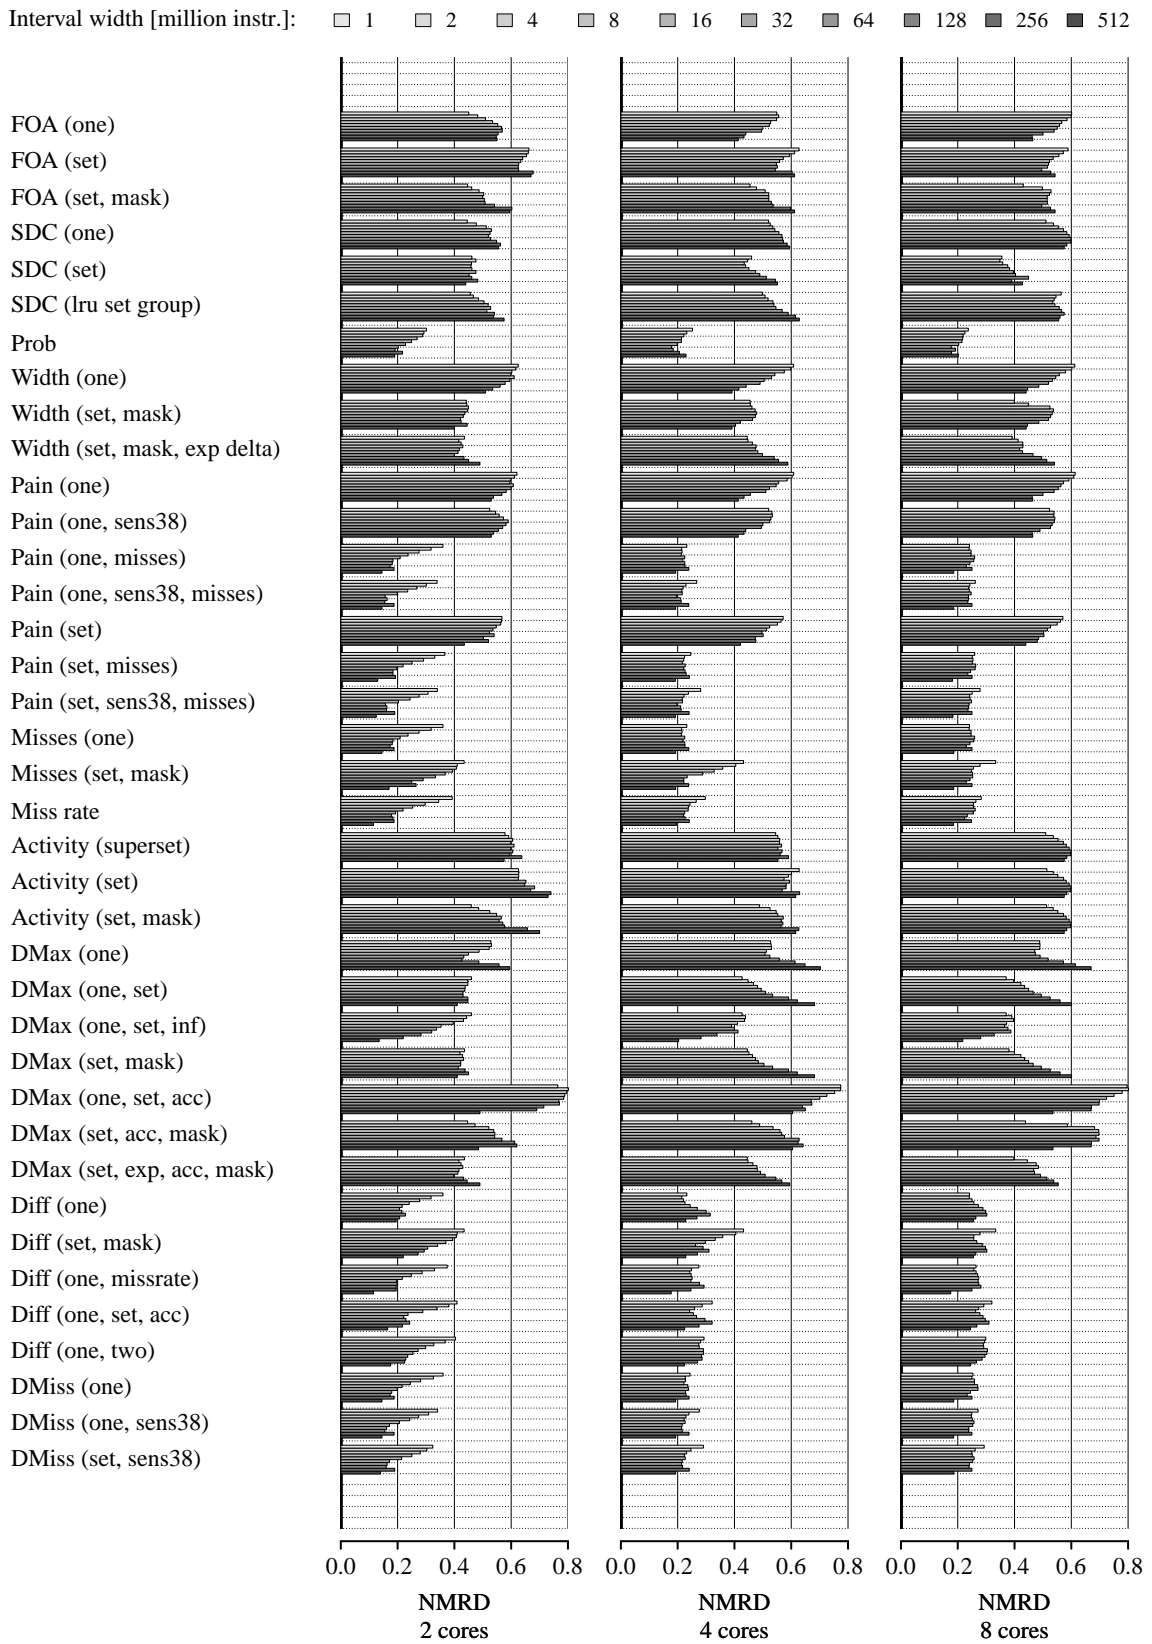 Interval width [million instr.]: 1 2 4 8 16 32 64 128 256 512
FOA (one)
FOA (set)
FOA (set, mask)
SDC (one)
SDC (set)
SDC (lru set group)
Prob
Width (one)
Width (set, mask)
Width (set, mask, exp delta)
Pain (one)
Pain (one, sens38)
Pain (one, misses)
Pain (one, sens38, misses)
Pain (set)
Pain (set, misses)
Pain (set, sens38, misses)
Misses (one)
Misses (set, mask)
Miss rate
Activity (superset)
Activity (set)
Activity (set, mask)
DMax (one)
DMax (one, set)
DMax (one, set, inf)
DMax (set, mask)
DMax (one, set, acc)
DMax (set, acc, mask)
DMax (set, exp, acc, mask)
Diff (one)
Diff (set, mask)
Diff (one, missrate)
Diff (one, set, acc)
Diff (one, two)
DMiss (one)
DMiss (one, sens38)
DMiss (set, sens38)
0.0 0.2 0.4 0.6 0.8 0.0 0.2 0.4 0.6 0.8 0.0 0.2 0.4 0.6 0.8
NMRD NMRD NMRD
2 cores 4 cores 8 cores